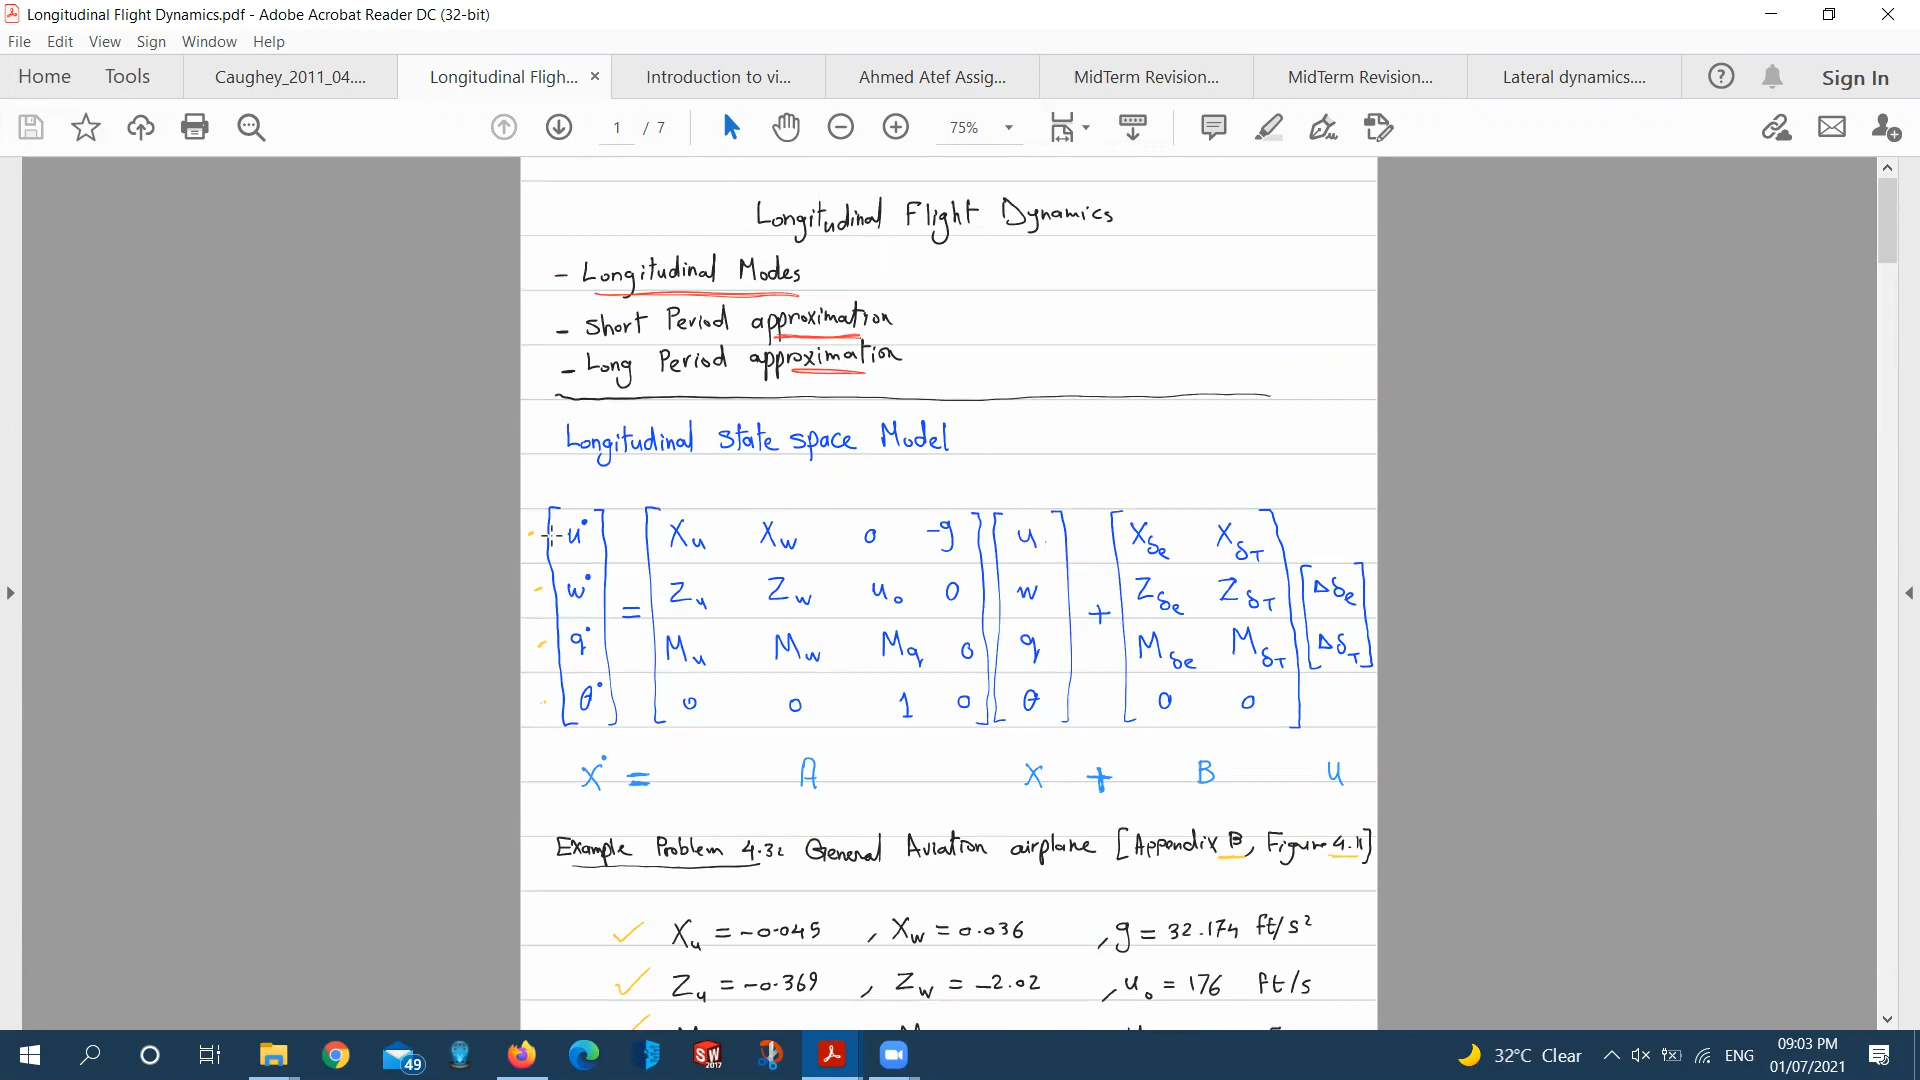 Longitudinal Flight Dynamics.pdf - Adobe Acrobat Reader DC (32-bit)
File Edit View Sign Window Help
Home Tools Caughey_2011_04.... Longitudinal Fligh... × Introduction to vi... Ahmed Atef Assig... MidTerm Revision... MidTerm Revision... Lateral dynamics.... Sign In
1 / 7 75%
Longitudinal Flight Dynamics
- Longitudinal Modes
- Short Period approximation
- Long Period approximation
Longitudinal state space Model
[u̇] = [Xu Xw 0 -g] [u] + [Xδe XδT]
[ẇ] [Zu Zw u₀ 0] [w] [Zδe ZδT] [Δδe]
[q̇] [Mu Mw Mq 0] [q] [Mδe MδT] [ΔδT]
[θ̇] [0 0 1 0] [θ] [0 0]
Ẋ = A X + B U
Example Problem 4.3: General Aviation airplane [Appendix B, Figure 4.11]
Xu = -0.045 , Xw = 0.036 , g = 32.174 ft/s²
Zu = -0.369 , Zw = -2.02 , u₀ = 176 ft/s
49 SW 2017 32°C Clear ENG 09:03 PM
01/07/2021